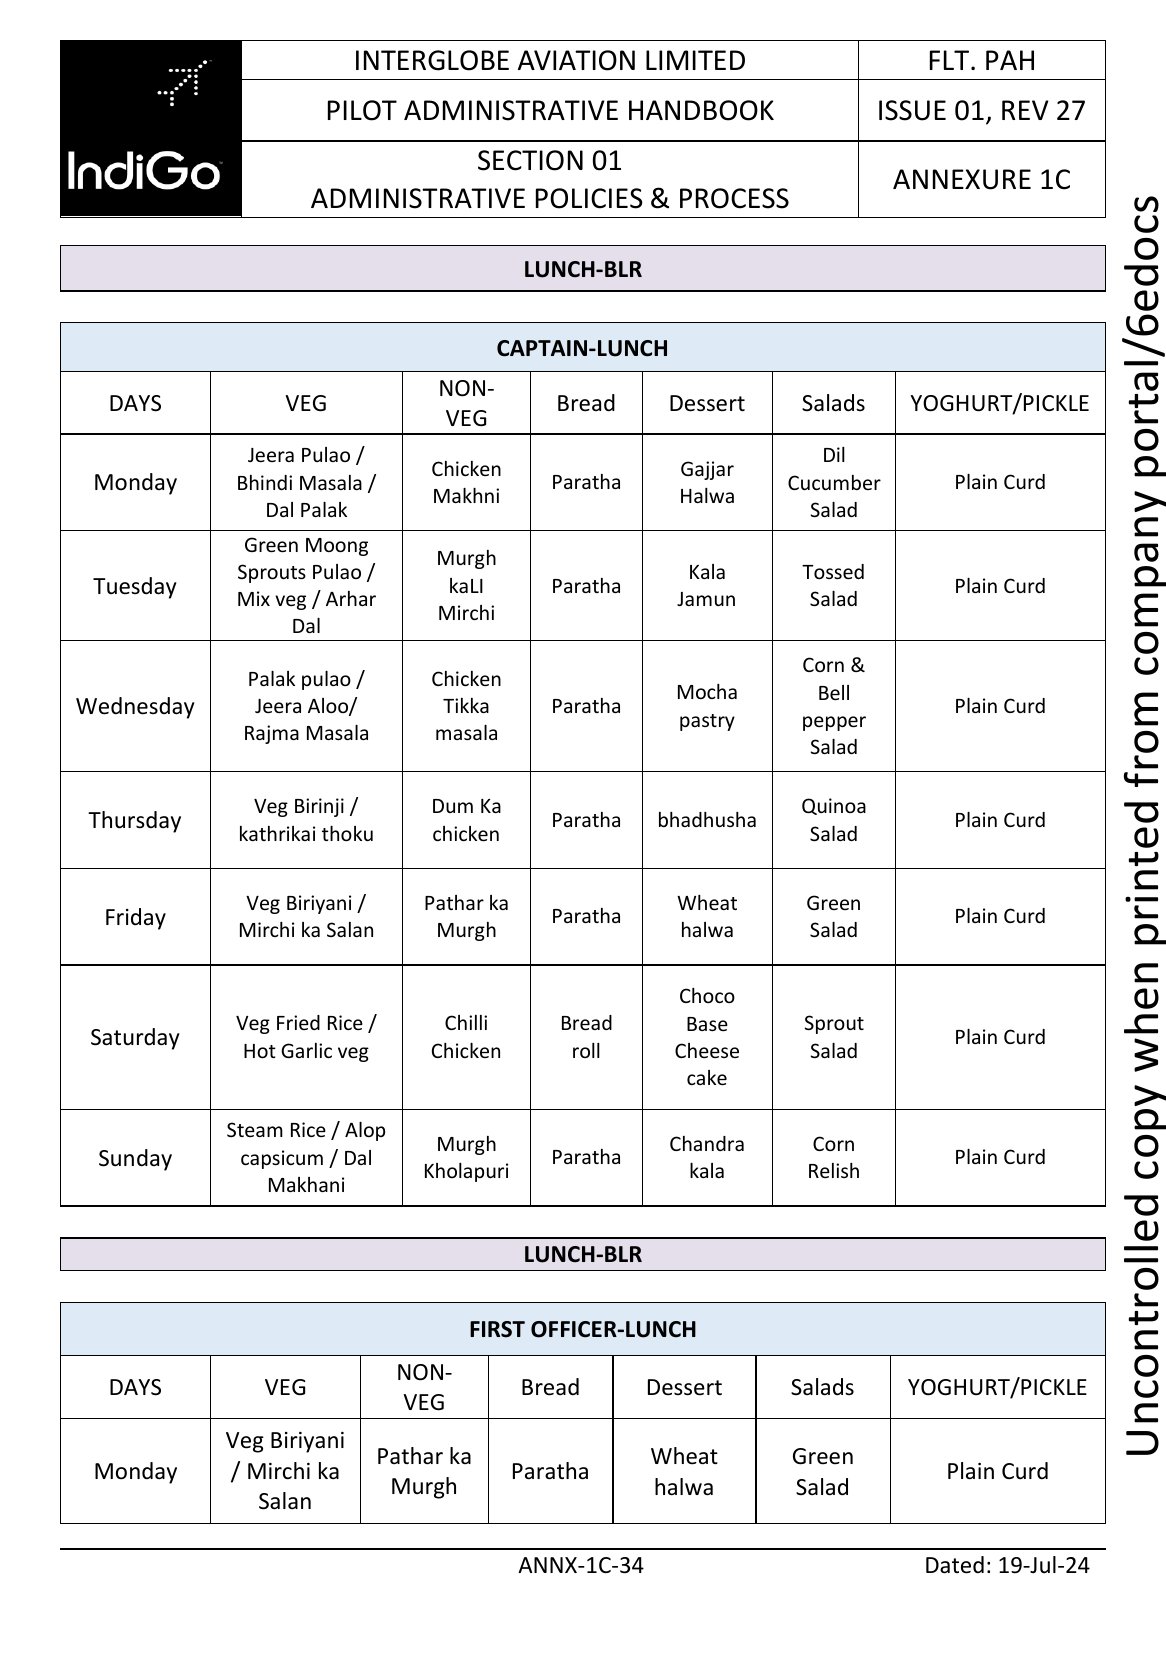 IndiGo
INTERGLOBE AVIATION LIMITED
FLT. PAH
PILOT ADMINISTRATIVE HANDBOOK
ISSUE 01, REV 27
SECTION 01
ADMINISTRATIVE POLICIES & PROCESS
ANNEXURE 1C
LUNCH-BLR
CAPTAIN-LUNCH
DAYS
VEG
NON-
VEG
Bread
Dessert
Salads
YOGHURT/PICKLE
Monday
Jeera Pulao /
Bhindi Masala /
Dal Palak
Chicken
Makhni
Paratha
Gajjar
Halwa
Dil
Cucumber
Salad
Plain Curd
Tuesday
Green Moong
Sprouts Pulao /
Mix veg / Arhar
Dal
Murgh
kaLI
Mirchi
Paratha
Kala
Jamun
Tossed
Salad
Plain Curd
Wednesday
Palak pulao /
Jeera Aloo/
Rajma Masala
Chicken
Tikka
masala
Paratha
Mocha
pastry
Corn &
Bell
pepper
Salad
Plain Curd
Thursday
Veg Birinji /
kathrikai thoku
Dum Ka
chicken
Paratha
bhadhusha
Quinoa
Salad
Plain Curd
Friday
Veg Biriyani /
Mirchi ka Salan
Pathar ka
Murgh
Paratha
Wheat
halwa
Green
Salad
Plain Curd
Saturday
Veg Fried Rice /
Hot Garlic veg
Chilli
Chicken
Bread
roll
Choco
Base
Cheese
cake
Sprout
Salad
Plain Curd
Sunday
Steam Rice / Alop
capsicum / Dal
Makhani
Murgh
Kholapuri
Paratha
Chandra
kala
Corn
Relish
Plain Curd
LUNCH-BLR
FIRST OFFICER-LUNCH
DAYS
VEG
NON-
VEG
Bread
Dessert
Salads
YOGHURT/PICKLE
Monday
Veg Biriyani
/ Mirchi ka
Salan
Pathar ka
Murgh
Paratha
Wheat
halwa
Green
Salad
Plain Curd
ANNX-1C-34
Dated: 19-Jul-24
Uncontrolled copy when printed from company portal/6edocs